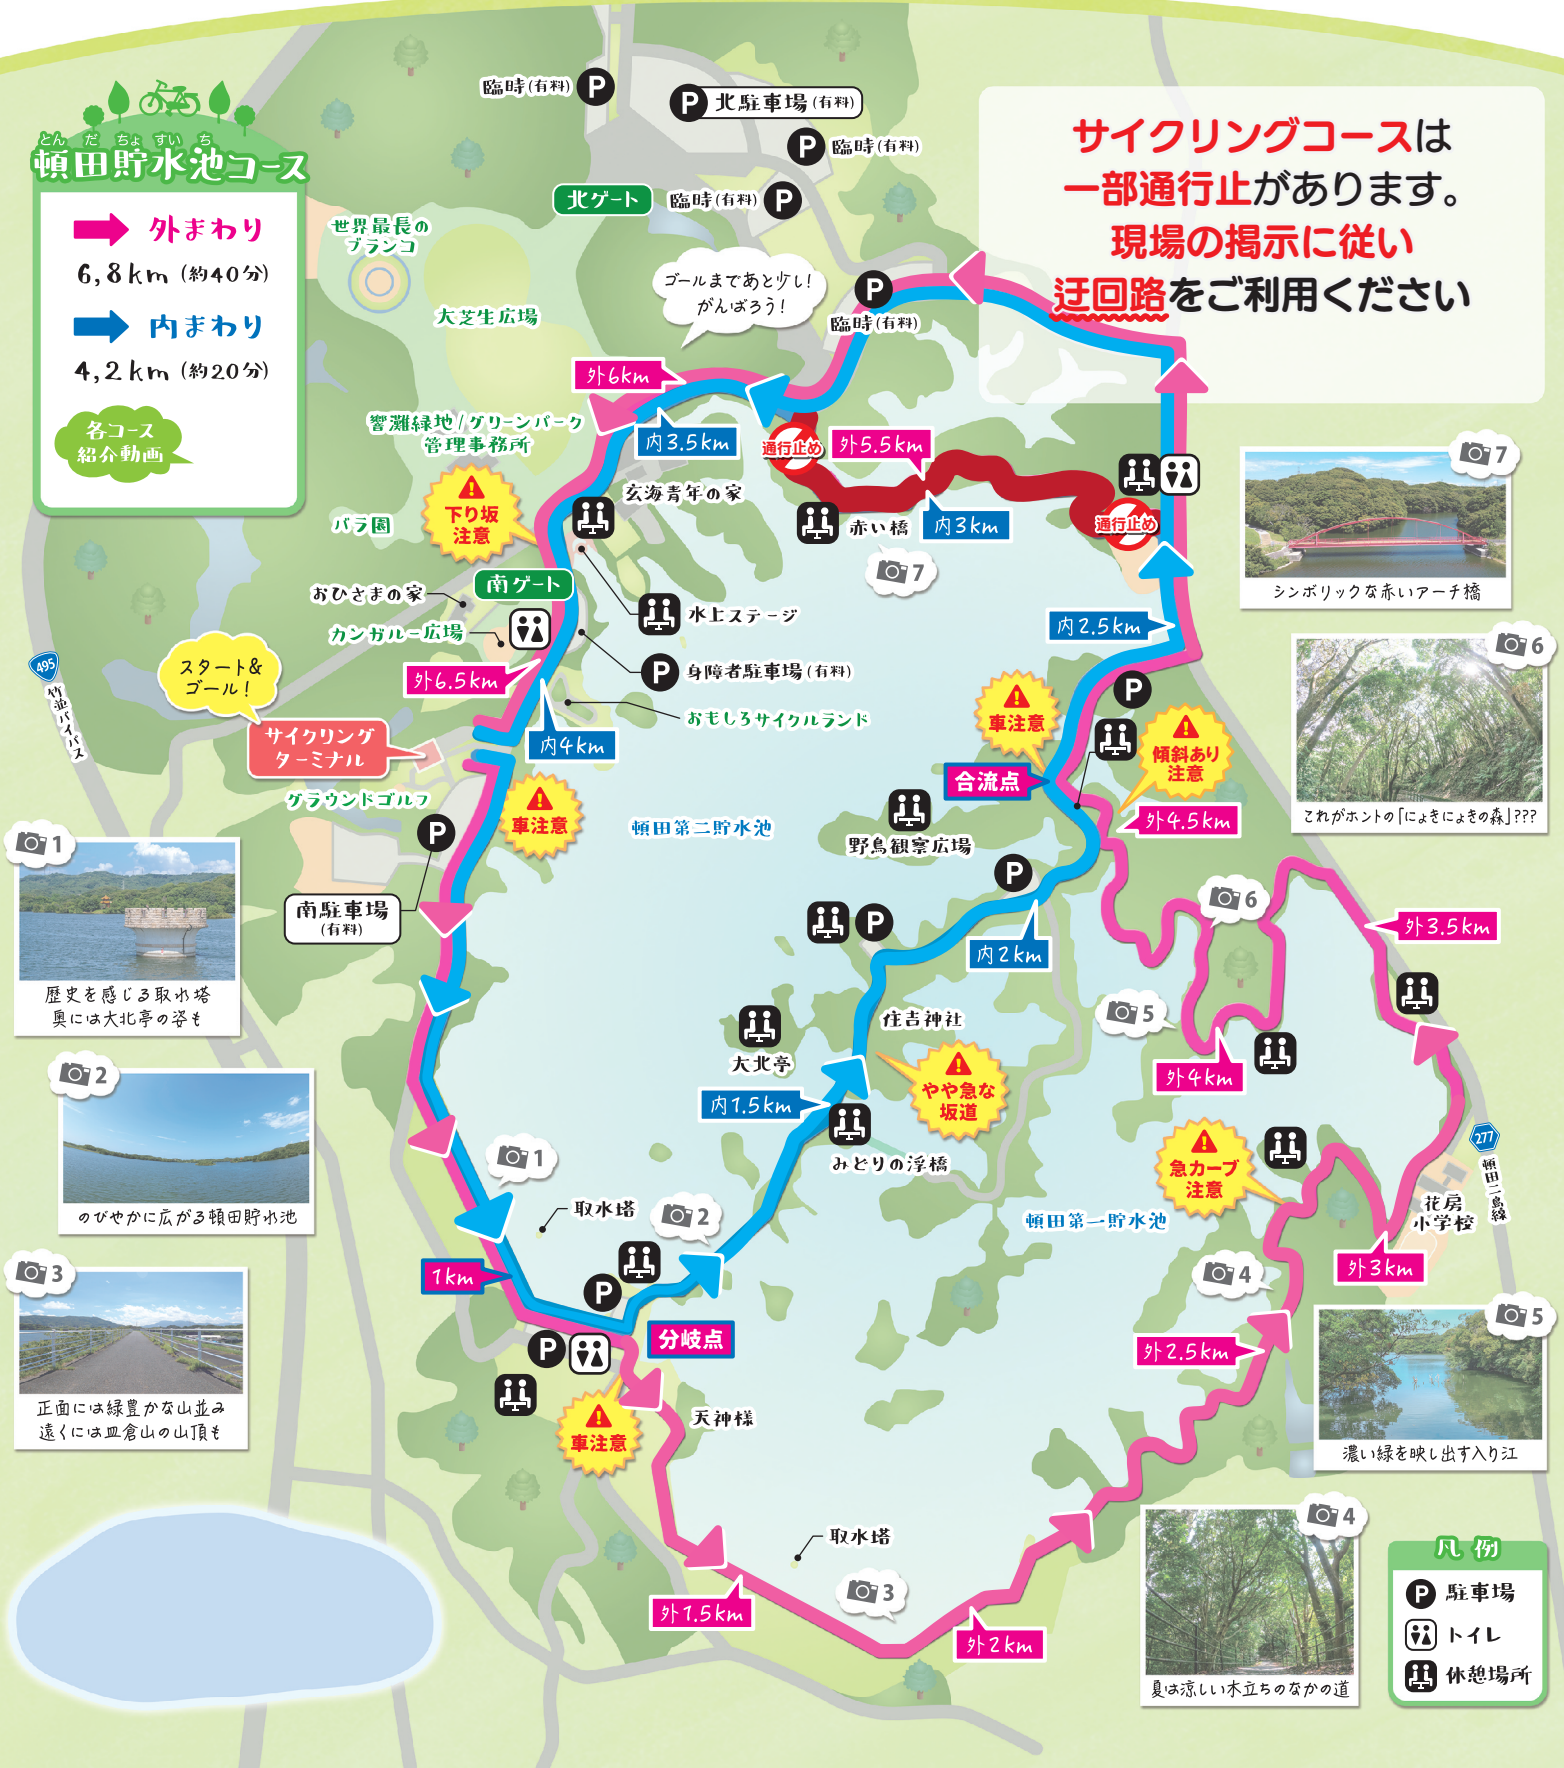 とんだちょすいち
頓田貯水池コース
外まわり
6,8km (約40分)
内まわり
4,2km (約20分)
各コース
紹介動画
臨時(有料)
北駐車場(有料)
臨時(有料)
北ゲート
臨時(有料)
サイクリングコースは
一部通行止があります。
現場の掲示に従い
迂回路をご利用ください
世界最長の
ブランコ
大芝生広場
ゴールまであと少し!
がんばろう!
臨時(有料)
外6km
内3.5km
通行止め
外5.5km
響灘緑地/グリーンパーク
管理事務所
下り坂
注意
玄海青年の家
赤い橋
内3km
通行止め
7
7
シンボリックな赤いアーチ橋
バラ園
南ゲート
おひさまの家
カンガルー広場
水上ステージ
身障者駐車場(有料)
外6.5km
おもしろサイクルランド
内4km
495
竹並バイパス
スタート&
ゴール!
サイクリング
ターミナル
グラウンドゴルフ
車注意
南駐車場
(有料)
頓田第二貯水池
内2.5km
車注意
合流点
傾斜あり
注意
外4.5km
野鳥観察広場
6
これがホントの「にょきにょきの森」???
内2km
6
外3.5km
5
外4km
住吉神社
大北亭
やや急な
坂道
内1.5km
みどりの浮橋
1
歴史を感じる取水塔
奥には大北亭の姿も
2
のびやかに広がる頓田貯水池
3
正面には緑豊かな山並み
遠くには皿倉山の山頂も
1
取水塔
2
1km
分岐点
車注意
天神様
頓田第一貯水池
急カーブ
注意
277
頓田二島線
花房
小学校
外3km
4
外2.5km
5
濃い緑を映し出す入り江
取水塔
3
外1.5km
外2km
4
夏は涼しい木立ちのなかの道
凡例
P 駐車場
トイレ
休憩場所